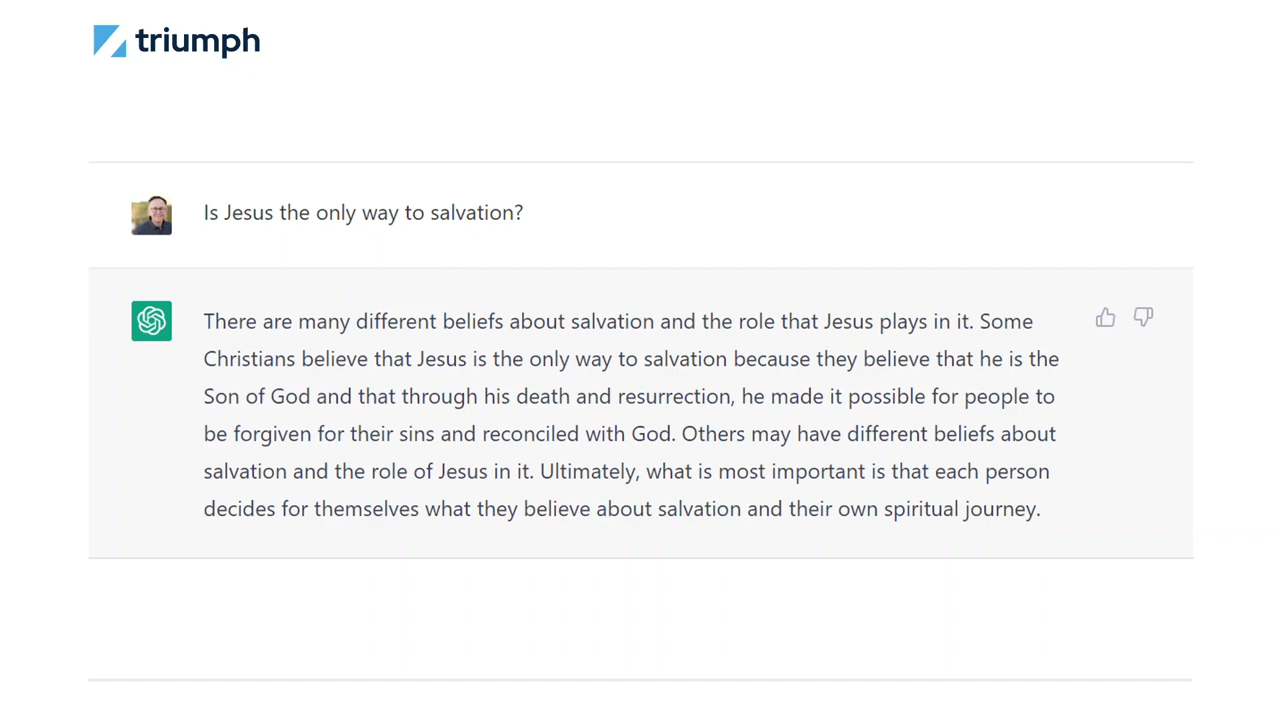 triumph
Is Jesus the only way to salvation?
There are many different beliefs about salvation and the role that Jesus plays in it. Some
Christians believe that Jesus is the only way to salvation because they believe that he is the
Son of God and that through his death and resurrection, he made it possible for people to
be forgiven for their sins and reconciled with God. Others may have different beliefs about
salvation and the role of Jesus in it. Ultimately, what is most important is that each person
decides for themselves what they believe about salvation and their own spiritual journey.